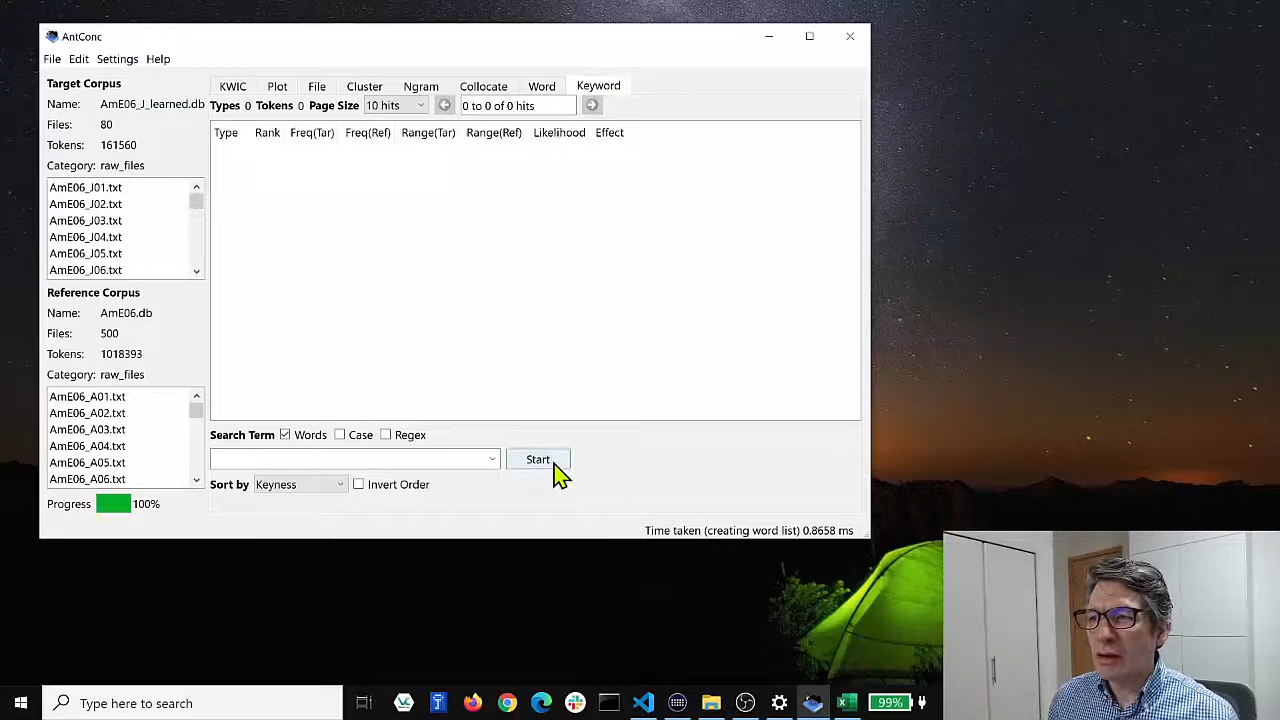 AntConc
File Edit Settings Help
Target Corpus
Name: AmE06_J_learned.db
Files: 80
Tokens: 161560
Category: raw_files
AmE06_J01.txt
AmE06_J02.txt
AmE06_J03.txt
AmE06_J04.txt
AmE06_J05.txt
AmE06_J06.txt
Reference Corpus
Name: AmE06.db
Files: 500
Tokens: 1018393
Category: raw_files
AmE06_A01.txt
AmE06_A02.txt
AmE06_A03.txt
AmE06_A04.txt
AmE06_A05.txt
AmE06_A06.txt
Progress 100%
KWIC Plot File Cluster Ngram Collocate Word Keyword
Types 0 Tokens 0 Page Size 10 hits 0 to 0 of 0 hits
Type Rank Freq(Tar) Freq(Ref) Range(Tar) Range(Ref) Likelihood Effect
Search Term Words Case Regex
Start
Sort by Keyness Invert Order
Time taken (creating word list) 0.8658 ms
Type here to search
99%